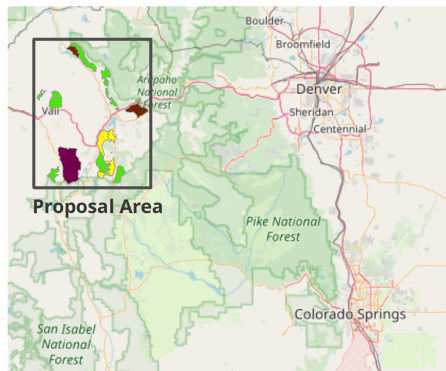 Boulder
Broomfield
Arapaho
National
Forest
Denver
Sheridan
Centennial
Vail
Proposal Area
Pike National
Forest
Colorado Springs
San Isabel
National
Forest